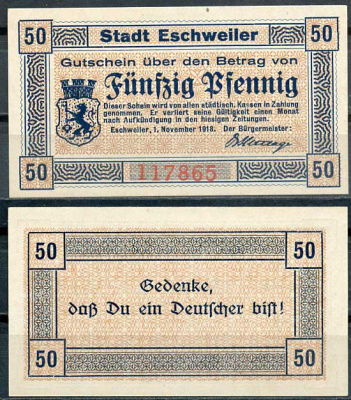 50 Stadt Eschweiler 50
Gutschein über den Betrag von
Fünfzig Pfennig
Dieser Schein wird von allen städtisch. Kassen in Zahlung
genommen. Er verliert seine Gültigkeit einen Monat
nach Aufkündigung in den hiesigen Zeitungen.
Eschweiler, 1. November 1918. Der Bürgermeister:
50 117865 50
50 50
Gedenke,
daß Du ein Deutscher bist!
50 50